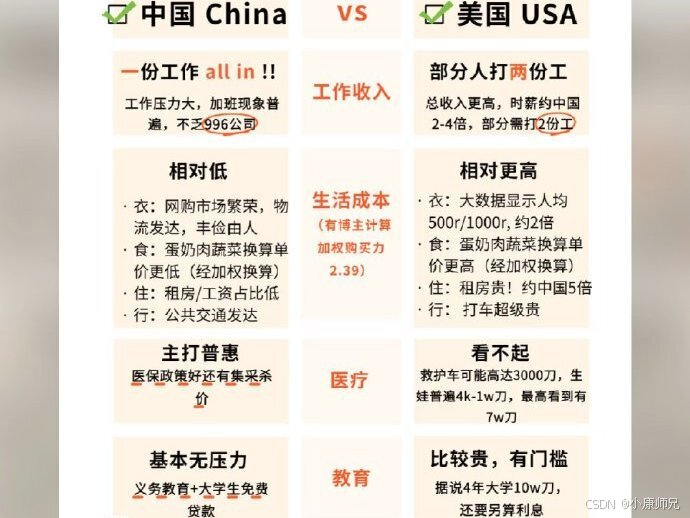 中国 China
VS
美国 USA
一份工作 all in !!
工作压力大，加班现象普
遍，不乏996公司
工作收入
部分人打两份工
总收入更高，时薪约中国
2-4倍，部分需打2份工
相对低
· 衣：网购市场繁荣，物
流发达，丰俭由人
· 食：蛋奶肉蔬菜换算单
价更低（经加权换算）
· 住：租房/工资占比低
· 行：公共交通发达
生活成本
（有博主计算
加权购买力
2.39）
相对更高
· 衣：大数据显示人均
500r/1000r, 约2倍
· 食：蛋奶肉蔬菜换算单
价更高（经加权换算）
· 住：租房贵！约中国5倍
· 行： 打车超级贵
主打普惠
医保政策好还有集采杀
价
医疗
看不起
救护车可能高达3000刀，生
娃普遍4k-1w刀，最高看到有
7w刀
基本无压力
义务教育+大学生免费
贷款
教育
比较贵，有门槛
据说4年大学10w刀，
还要另算利息
CSDN @小康师兄